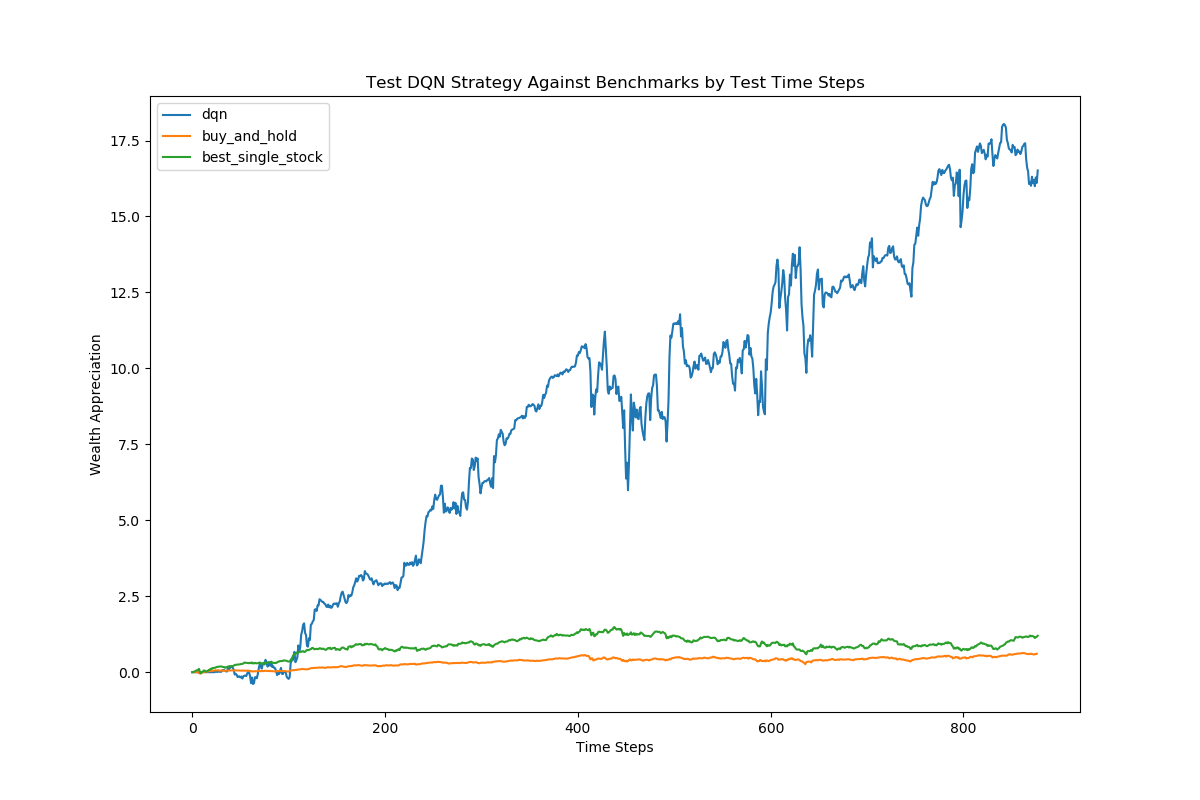 Test DQN Strategy Against Benchmarks by Test Time Steps
dqn
buy_and_hold
best_single_stock
17.5
15.0
12.5
10.0
7.5
5.0
2.5
0.0
Wealth Appreciation
0 200 400 600 800
Time Steps